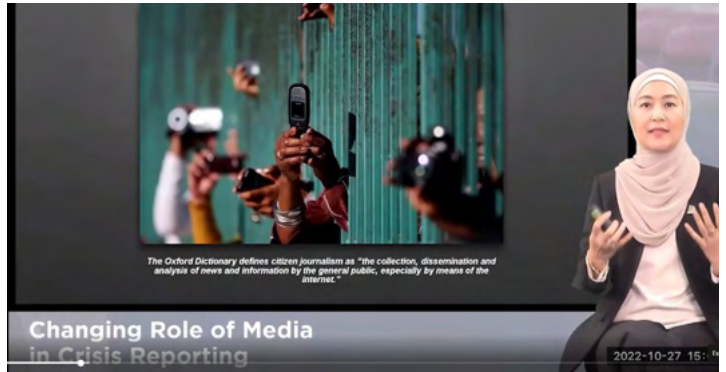 The Oxford Dictionary defines citizen journalism as "the collection, dissemination and
analysis of news and information by the general public, especially by means of the
internet."
Changing Role of Media
in Crisis Reporting
2022-10-27 15: